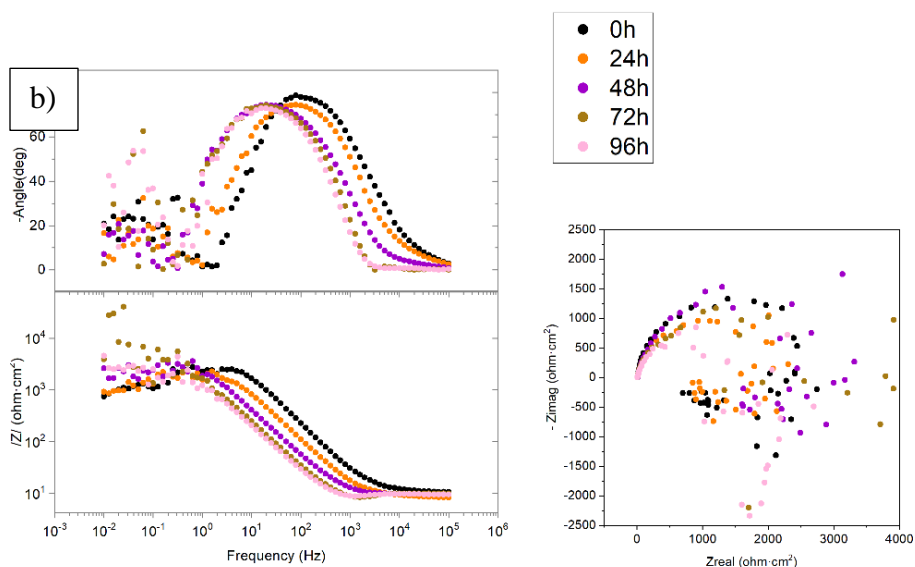 b)
-Angle(deg)
80
60
40
20
0
/Z/ (ohm·cm²)
10⁴
10³
10²
10¹
10⁻³ 10⁻² 10⁻¹ 10⁰ 10¹ 10² 10³ 10⁴ 10⁵ 10⁶
Frequency (Hz)
0h
24h
48h
72h
96h
- Zimag (ohm·cm²)
2500
2000
1500
1000
500
0
-500
-1000
-1500
-2000
-2500
0 1000 2000 3000 4000
Zreal (ohm·cm²)